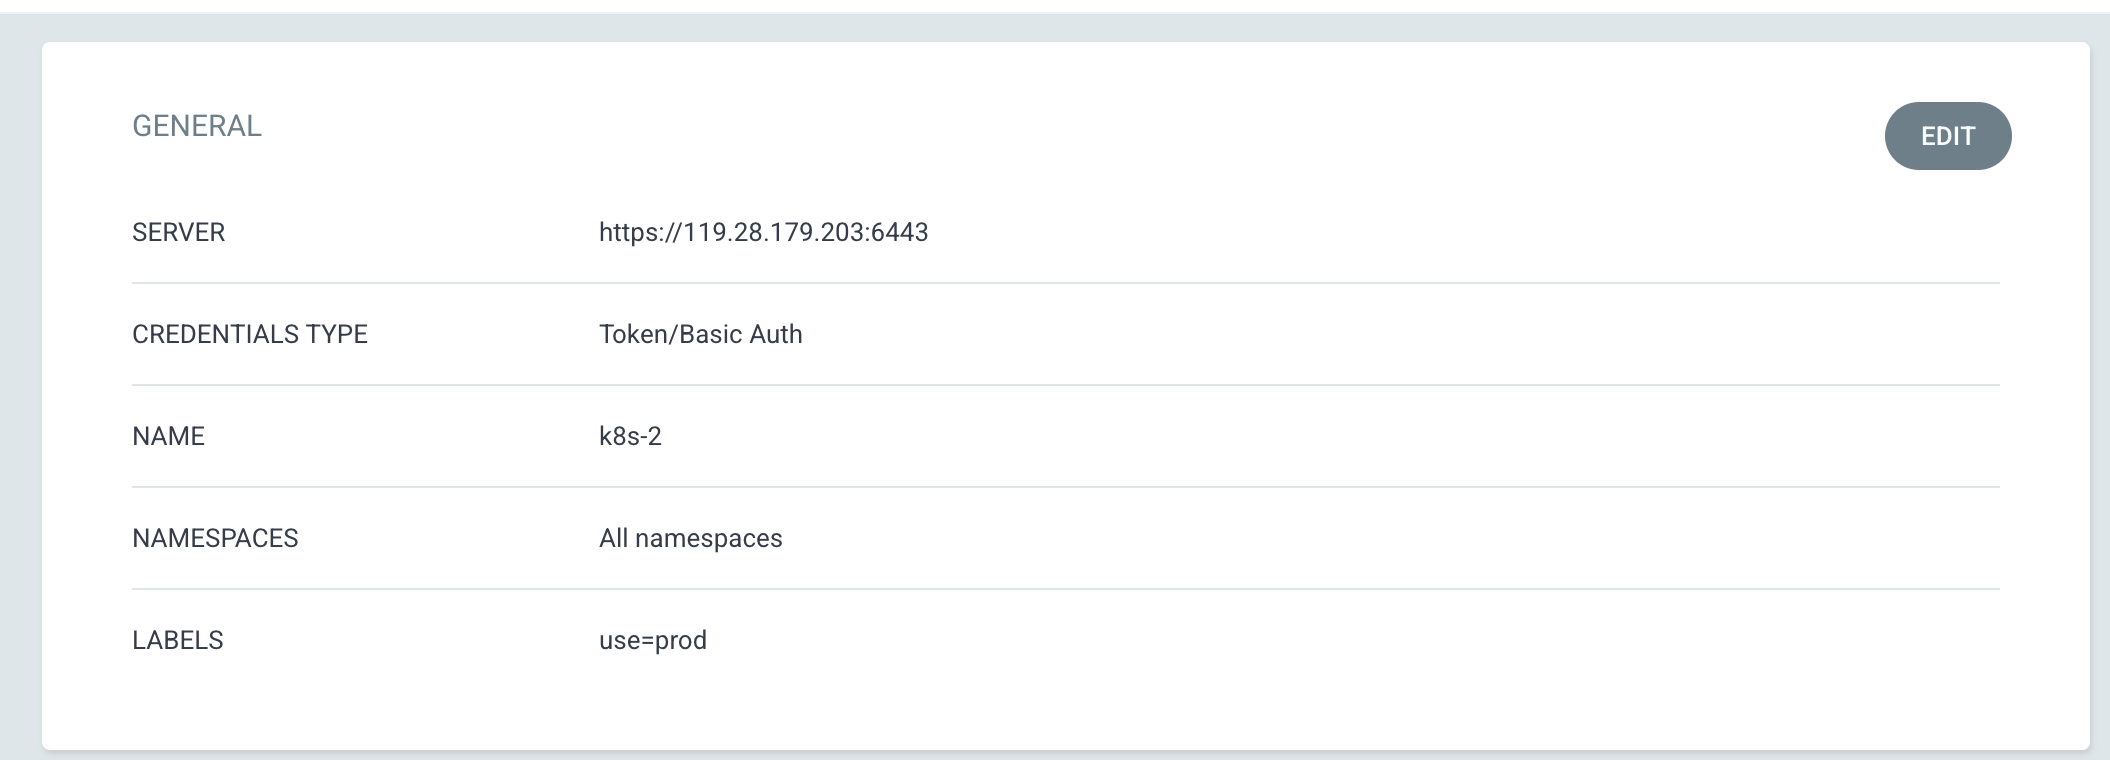 GENERAL
EDIT
SERVER https://119.28.179.203:6443
CREDENTIALS TYPE Token/Basic Auth
NAME k8s-2
NAMESPACES All namespaces
LABELS use=prod